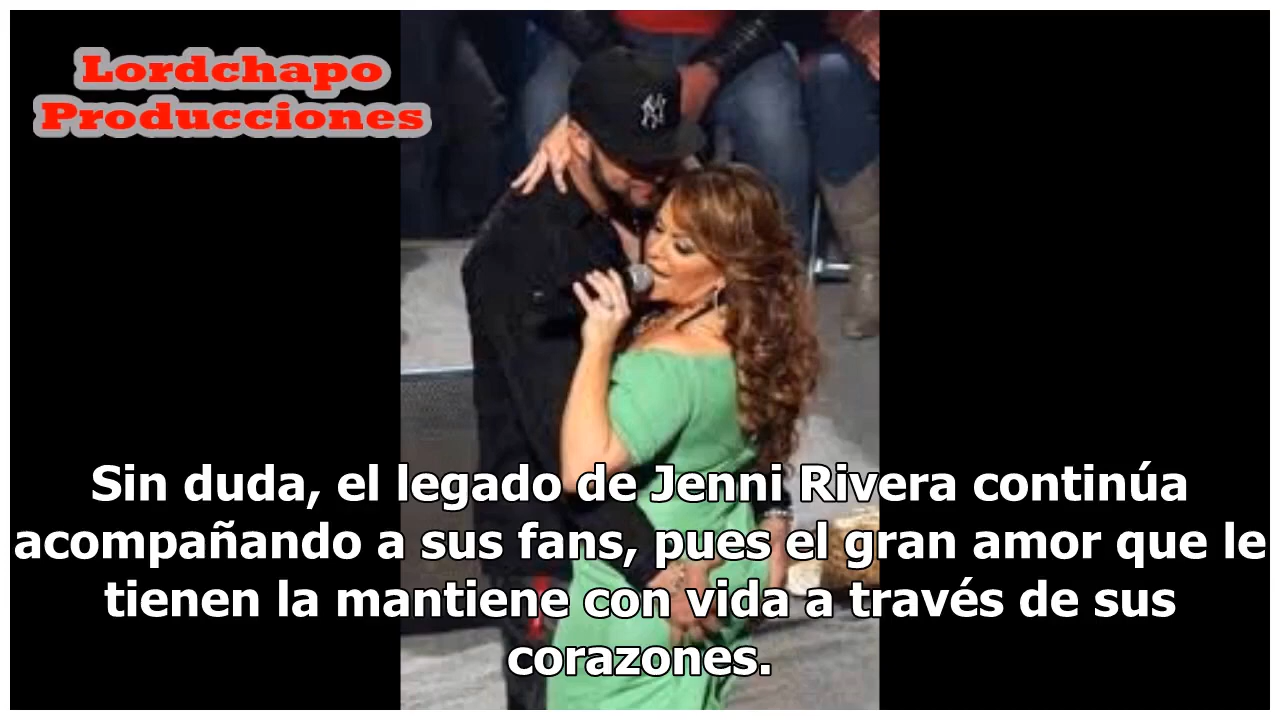 Lordchapo
Producciones
Sin duda, el legado de Jenni Rivera continúa
acompañando a sus fans, pues el gran amor que le
tienen la mantiene con vida a través de sus
corazones.